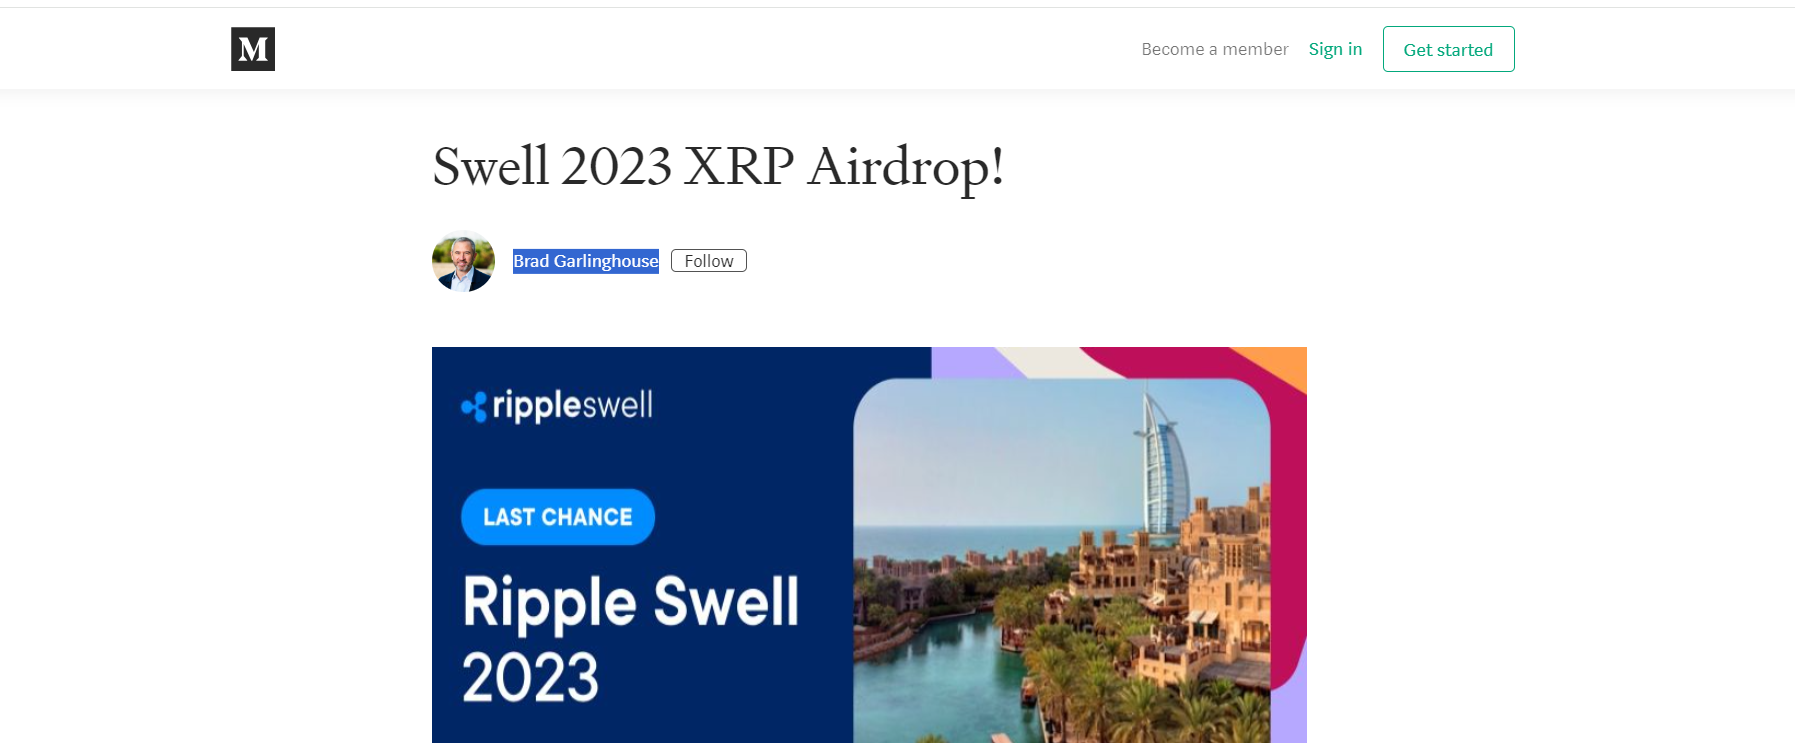 M
Become a member Sign in Get started
Swell 2023 XRP Airdrop!
Brad Garlinghouse Follow
rippleswell
LAST CHANCE
Ripple Swell
2023